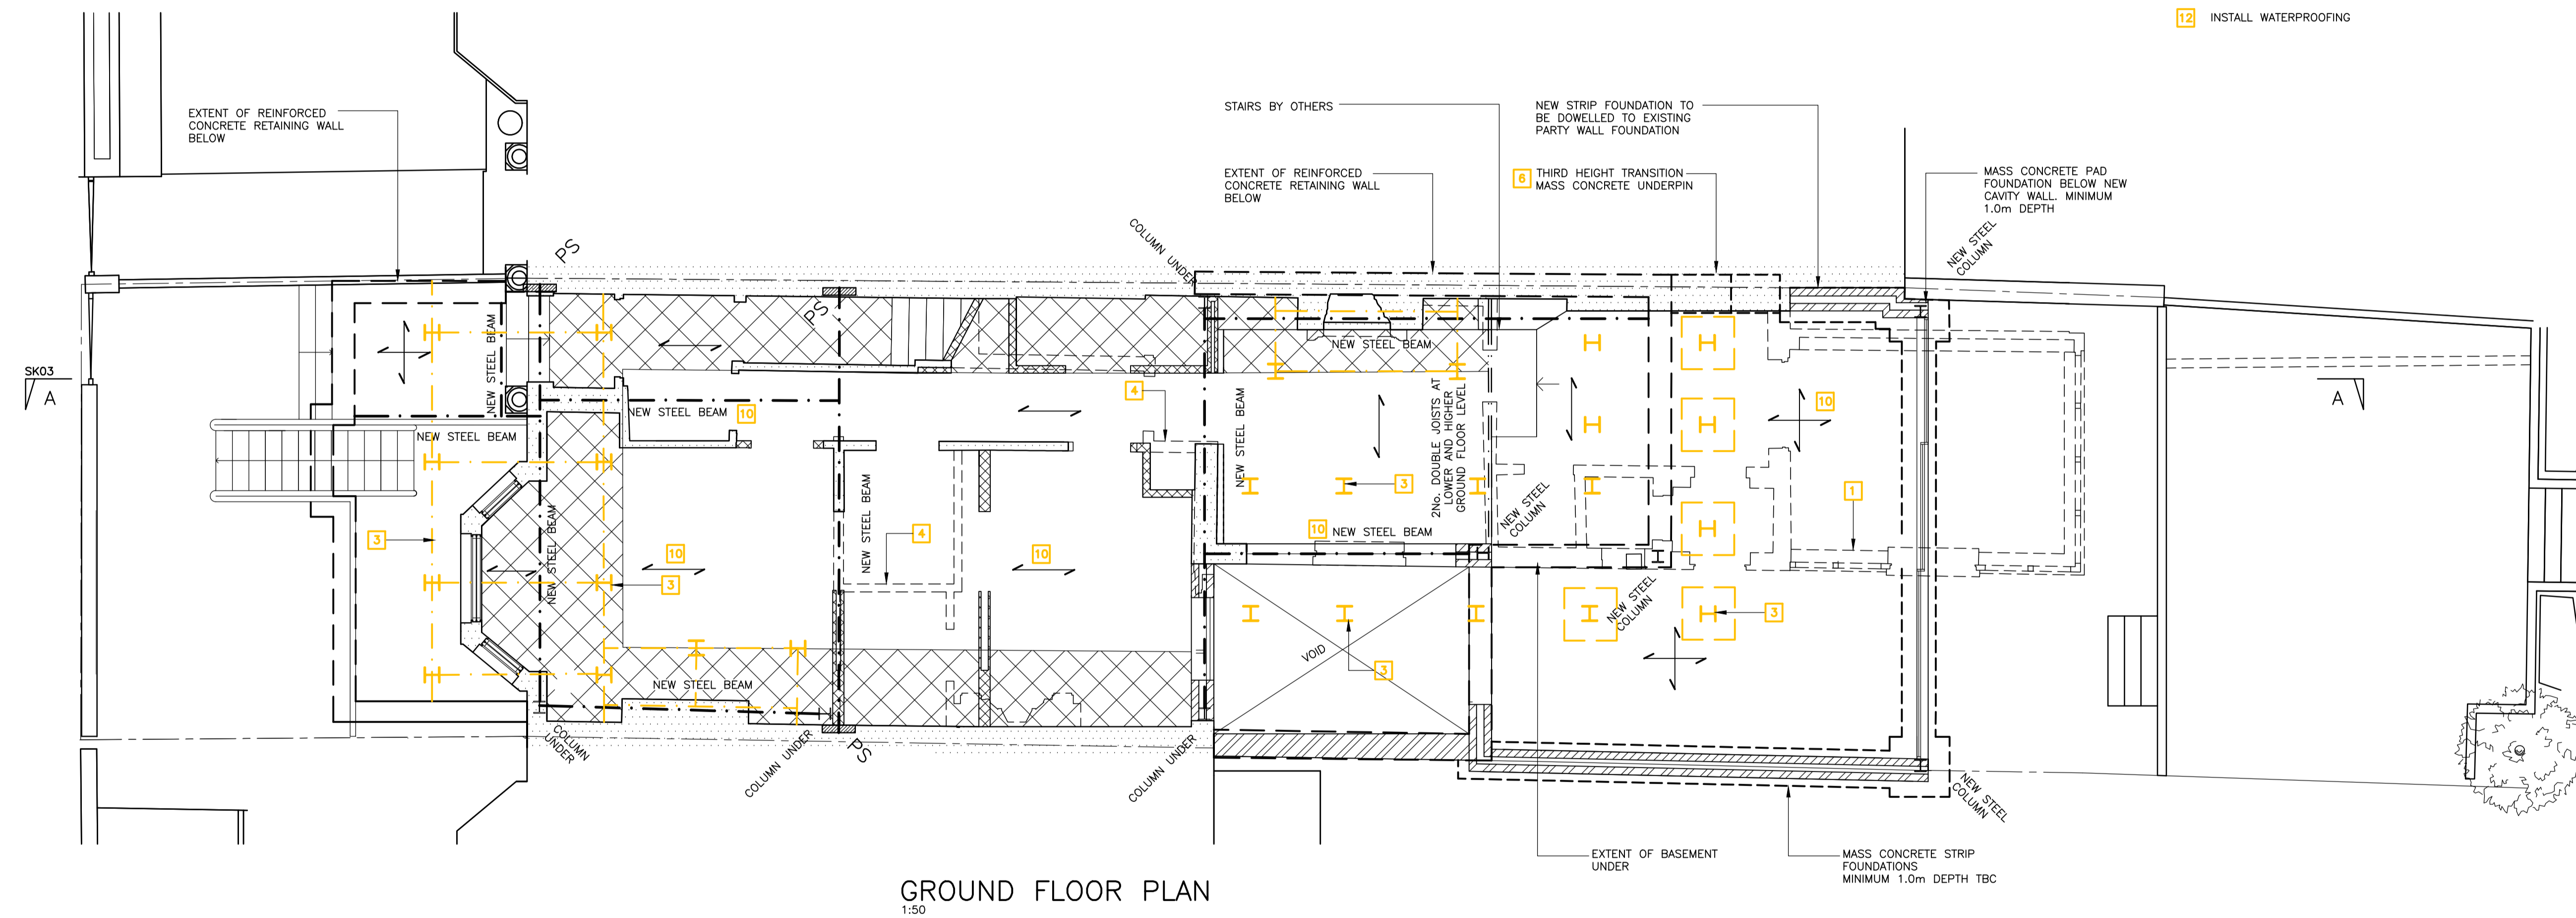 12 INSTALL WATERPROOFING
EXTENT OF REINFORCED
CONCRETE RETAINING WALL
BELOW
STAIRS BY OTHERS
NEW STRIP FOUNDATION TO
BE DOWELLED TO EXISTING
PARTY WALL FOUNDATION
EXTENT OF REINFORCED
CONCRETE RETAINING WALL
BELOW
6 THIRD HEIGHT TRANSITION
MASS CONCRETE UNDERPIN
MASS CONCRETE PAD
FOUNDATION BELOW NEW
CAVITY WALL. MINIMUM
1.0m DEPTH
NEW STEEL
COLUMN
COLUMN UNDER
PS
PS
SK03
A
A
NEW STEEL BEAM
NEW STEEL BEAM
NEW STEEL BEAM
10
NEW STEEL BEAM
4
NEW STEEL BEAM
NEW STEEL BEAM
2No. DOUBLE JOISTS AT
LOWER AND HIGHER
GROUND FLOOR LEVEL
10
3
1
NEW STEEL
COLUMN
3
NEW STEEL BEAM
10
3
NEW STEEL BEAM
4
10
10 NEW STEEL BEAM
NEW STEEL
COLUMN
3
VOID
3
NEW STEEL BEAM
COLUMN
UNDER
COLUMN UNDER
PS
COLUMN UNDER
NEW STEEL
COLUMN
EXTENT OF BASEMENT
UNDER
MASS CONCRETE STRIP
FOUNDATIONS
MINIMUM 1.0m DEPTH TBC
GROUND FLOOR PLAN
1:50